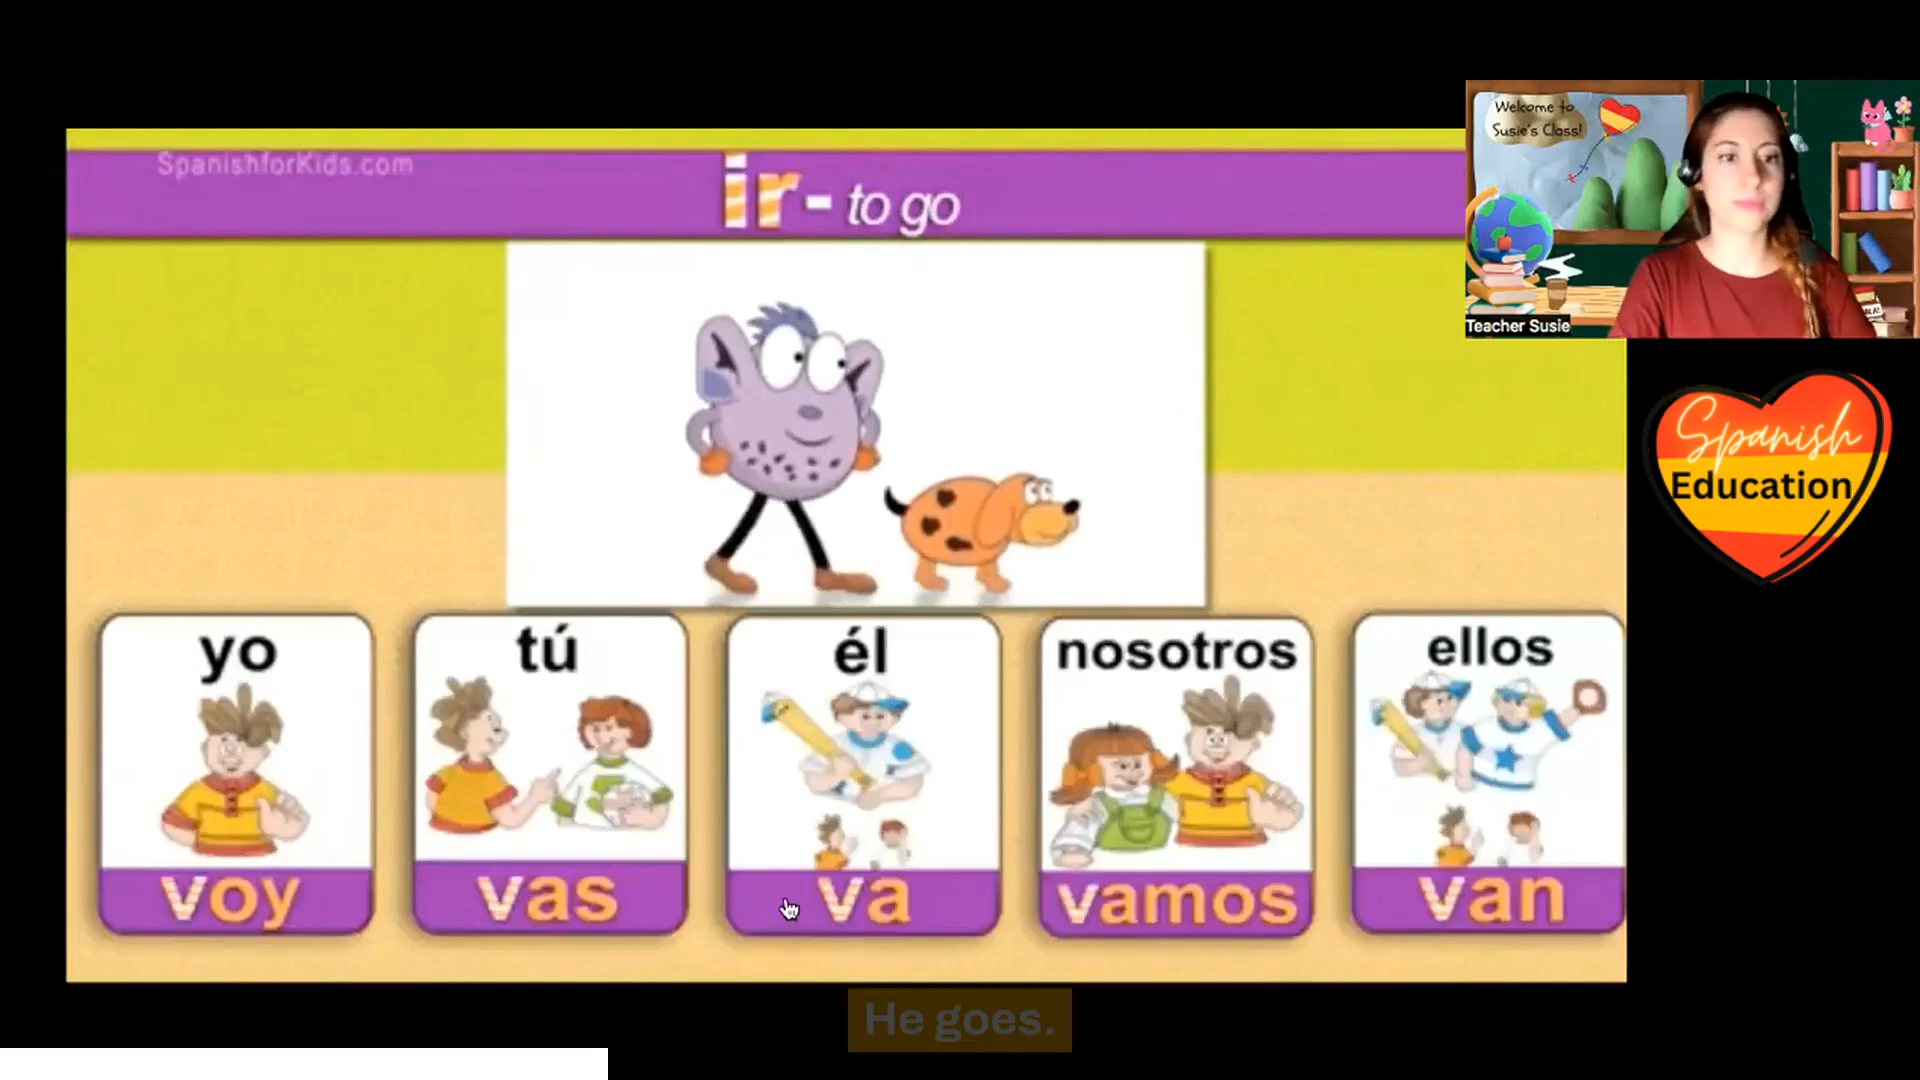 SpanishforKids.com
ir - to go
Welcome to
Susie's Class!
Teacher Susie
Spanish
Education
yo
tú
él
nosotros
ellos
voy
vas
va
vamos
van
He goes.